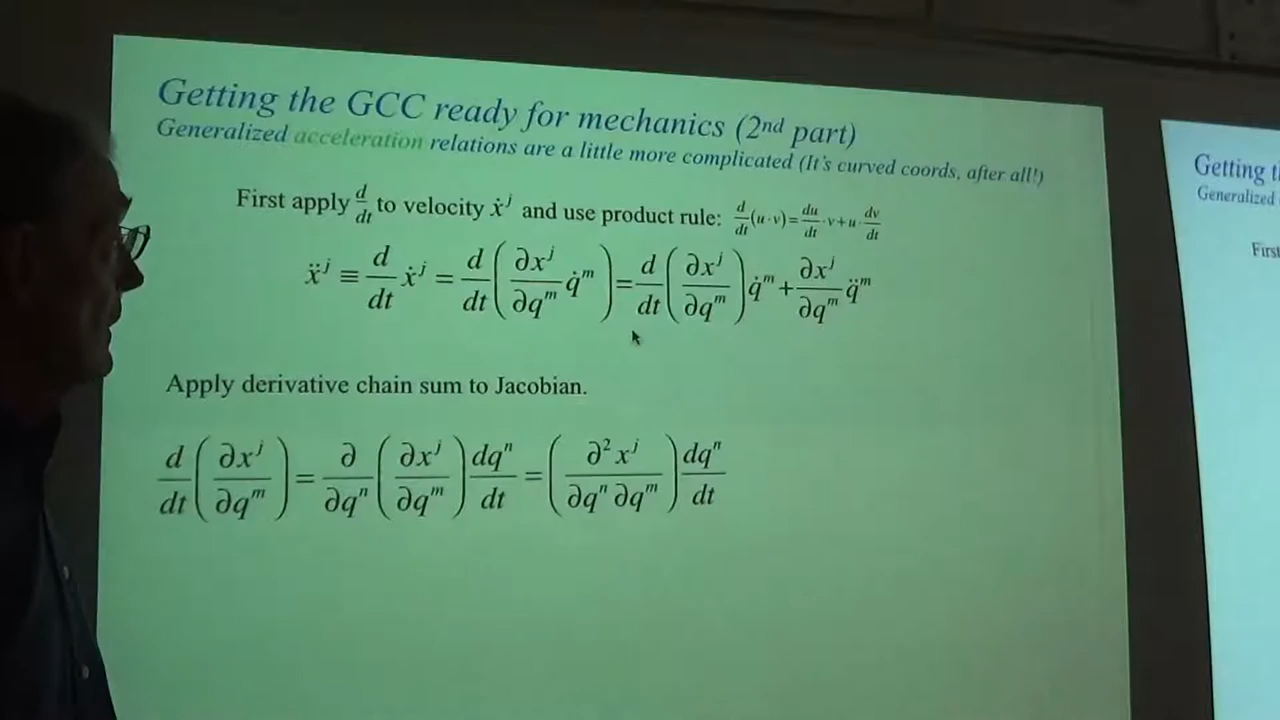 Getting the GCC ready for mechanics (2nd part)
Generalized acceleration relations are a little more complicated (It's curved coords, after all!)
First apply d/dt to velocity ẋ^j and use product rule: d/dt(u·v)=du/dt·v+u·dv/dt
ẍ^j ≡ d/dt ẋ^j = d/dt(∂x^j/∂q^m q̇^m) = d/dt(∂x^j/∂q^m)q̇^m + ∂x^j/∂q^m q̈^m
Apply derivative chain sum to Jacobian.
d/dt(∂x^j/∂q^m) = ∂/∂q^n(∂x^j/∂q^m)dq^n/dt = (∂²x^j/∂q^n∂q^m)dq^n/dt
Getting
Generalized
First